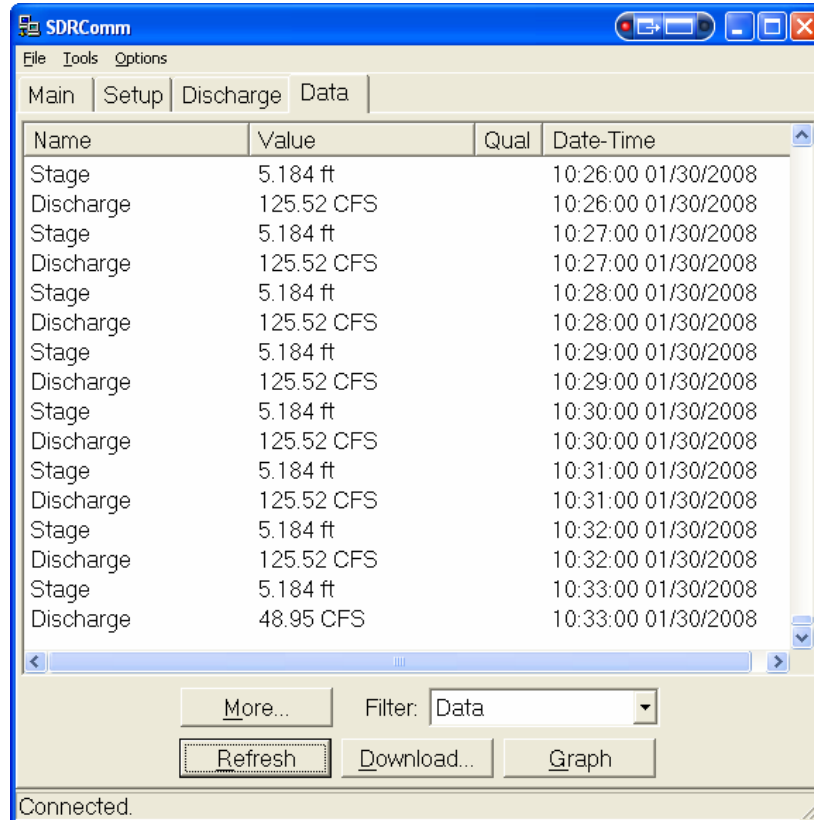 SDRComm
File Tools Options
Main Setup Discharge Data
Name Value Qual Date-Time
Stage 5.184 ft 10:26:00 01/30/2008
Discharge 125.52 CFS 10:26:00 01/30/2008
Stage 5.184 ft 10:27:00 01/30/2008
Discharge 125.52 CFS 10:27:00 01/30/2008
Stage 5.184 ft 10:28:00 01/30/2008
Discharge 125.52 CFS 10:28:00 01/30/2008
Stage 5.184 ft 10:29:00 01/30/2008
Discharge 125.52 CFS 10:29:00 01/30/2008
Stage 5.184 ft 10:30:00 01/30/2008
Discharge 125.52 CFS 10:30:00 01/30/2008
Stage 5.184 ft 10:31:00 01/30/2008
Discharge 125.52 CFS 10:31:00 01/30/2008
Stage 5.184 ft 10:32:00 01/30/2008
Discharge 125.52 CFS 10:32:00 01/30/2008
Stage 5.184 ft 10:33:00 01/30/2008
Discharge 48.95 CFS 10:33:00 01/30/2008
More... Filter: Data
Refresh Download... Graph
Connected.